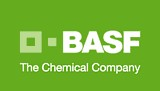 BASF
The Chemical Company